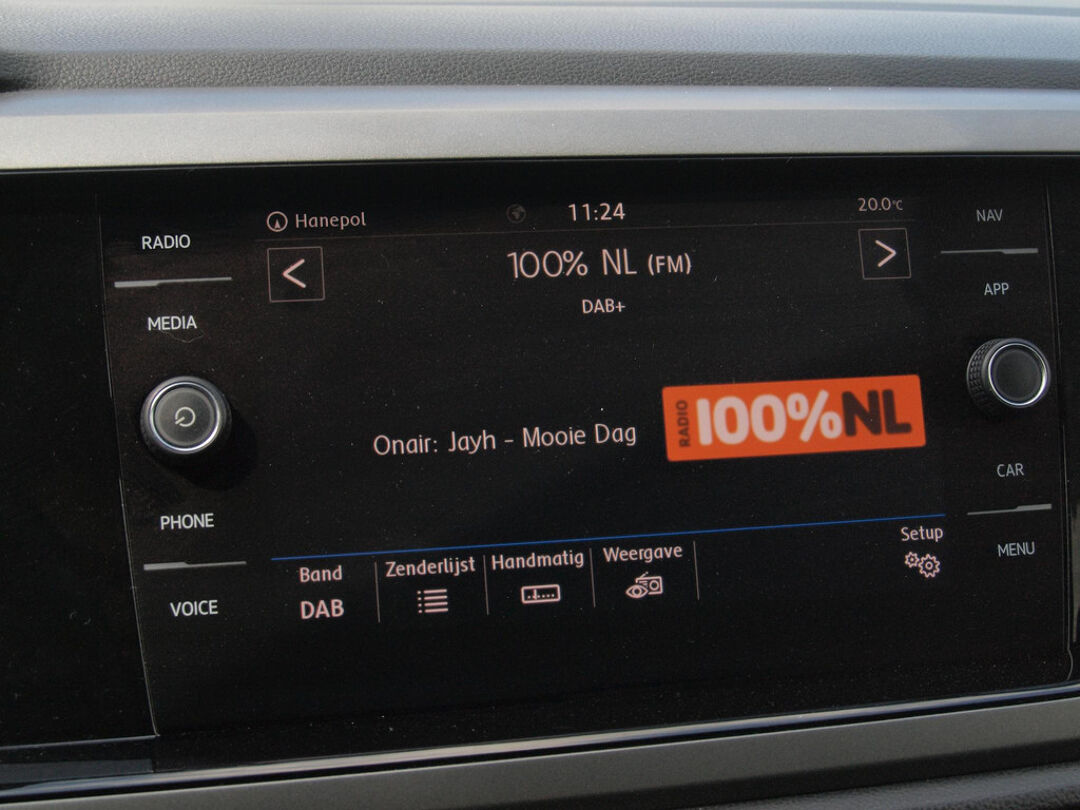 Hanepol 11:24 20.0°C
RADIO
MEDIA
PHONE
VOICE
100% NL (FM)
DAB+
Onair: Jayh - Mooie Dag
RADIO 100%NL
Band
DAB
Zenderlijst
Handmatig
Weergave
Setup
NAV
APP
CAR
MENU